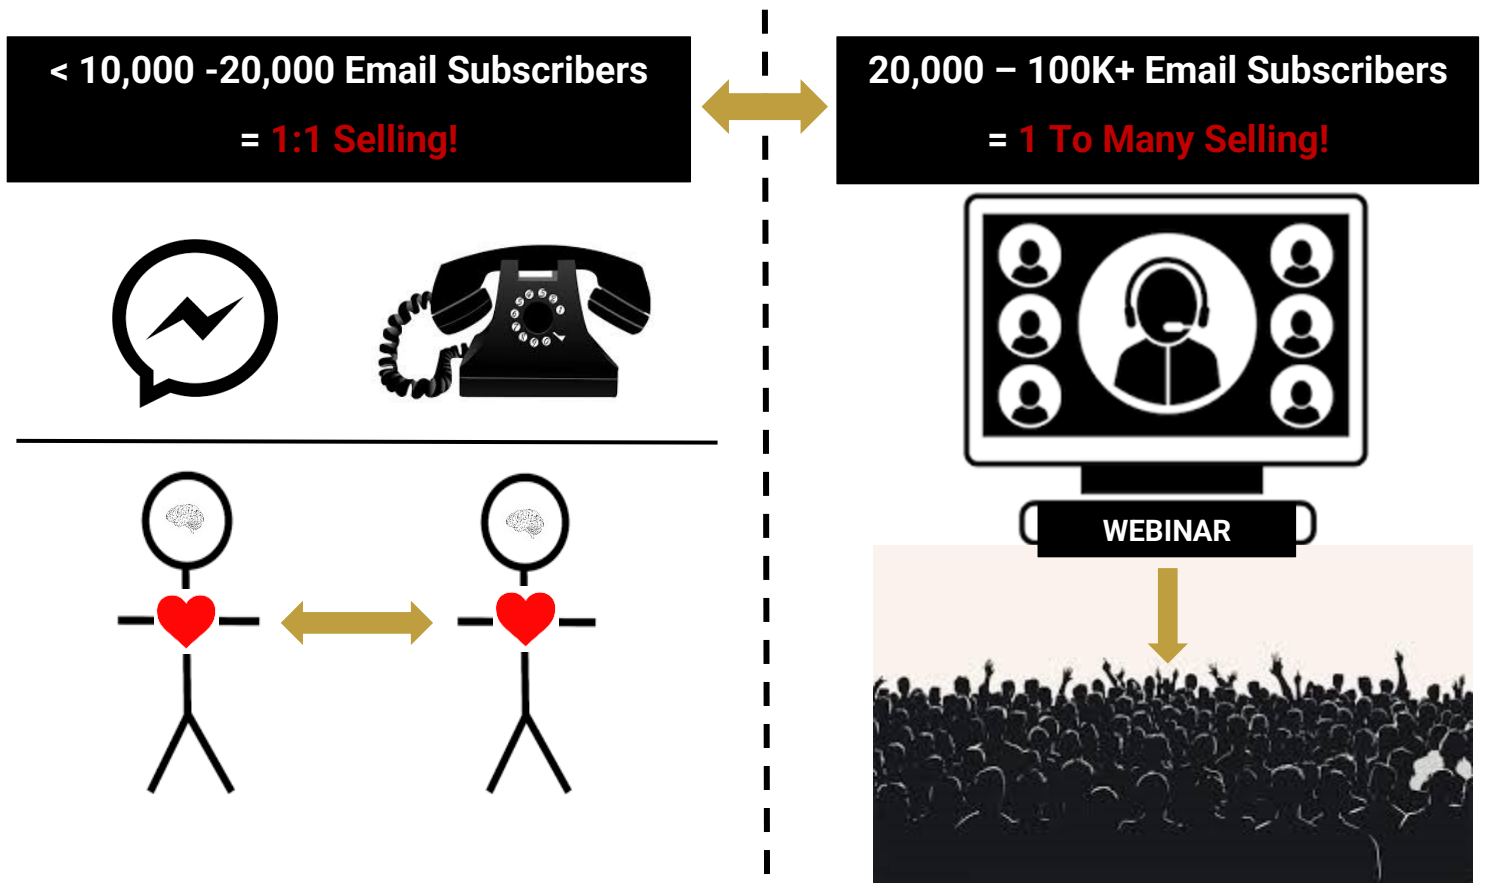 < 10,000 -20,000 Email Subscribers
= 1:1 Selling!
20,000 – 100K+ Email Subscribers
= 1 To Many Selling!
WEBINAR